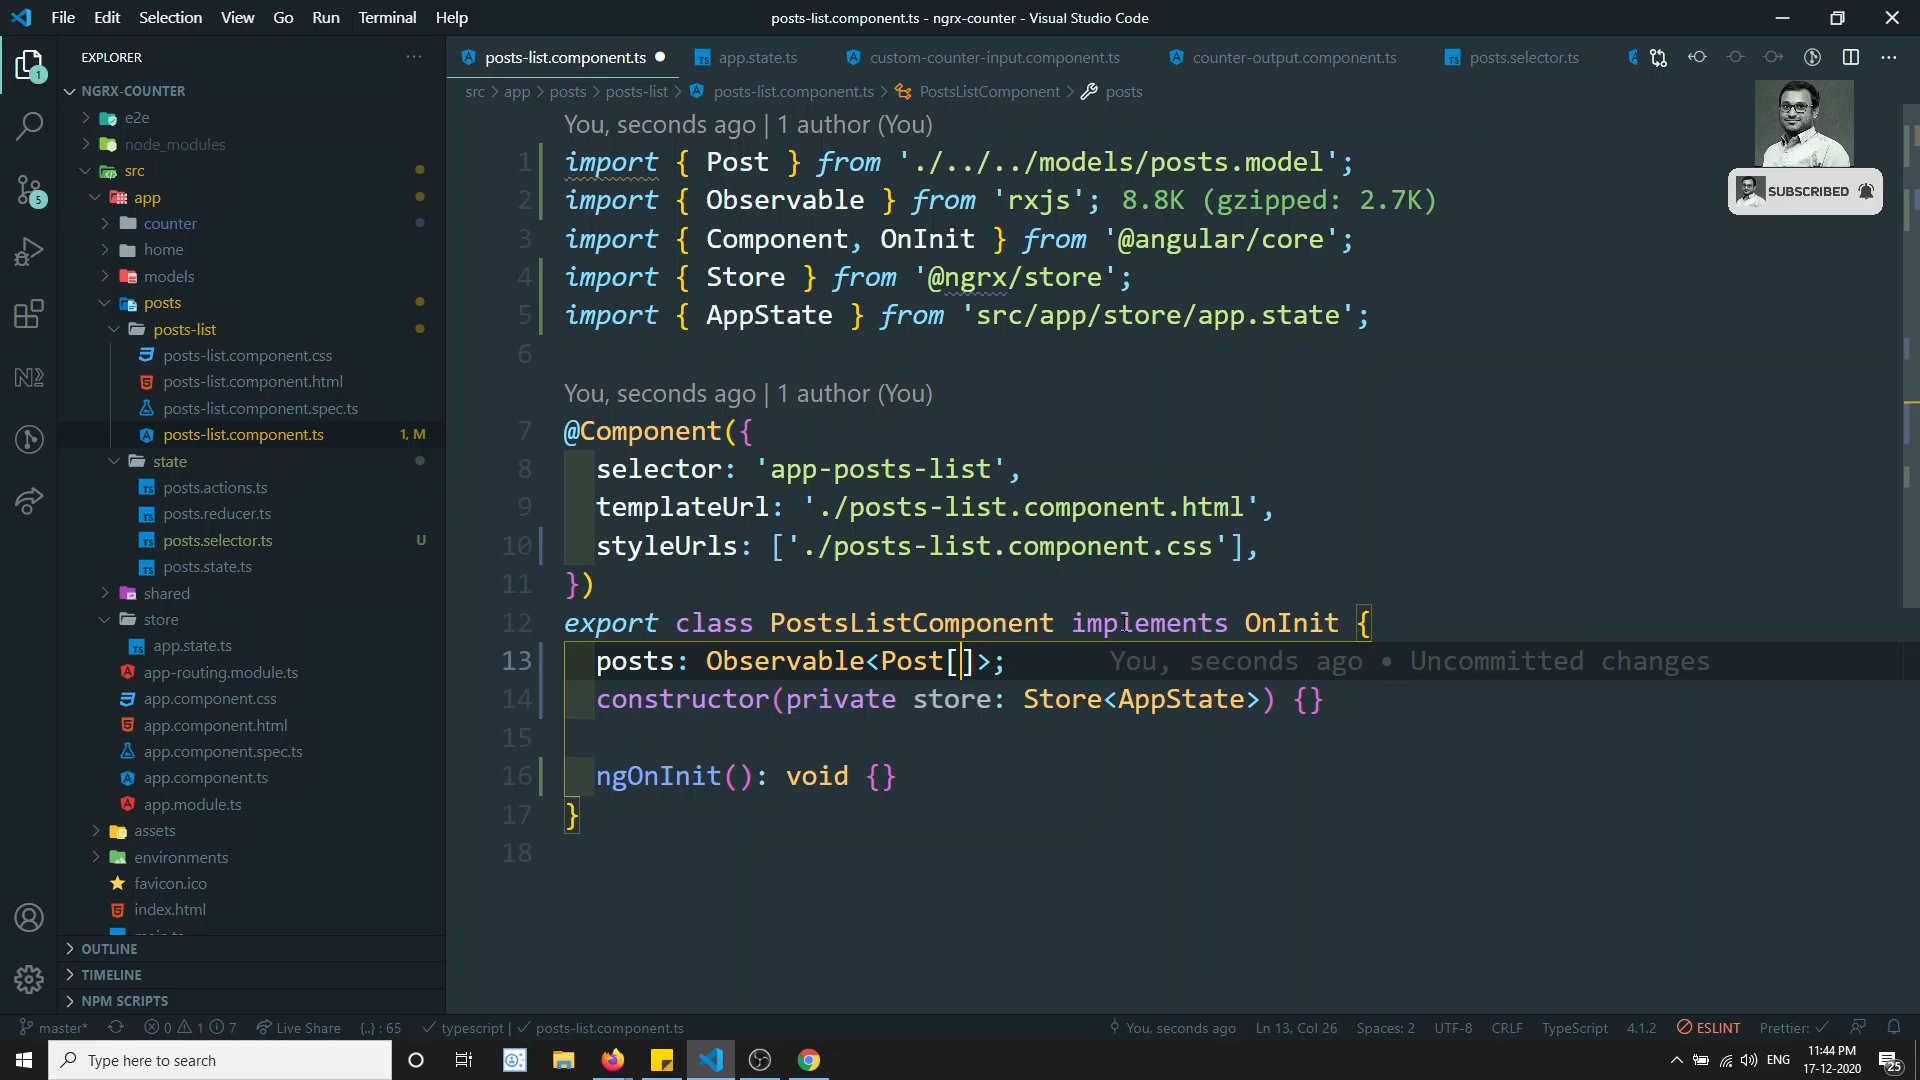 File Edit Selection View Go Run Terminal Help
posts-list.component.ts - ngrx-counter - Visual Studio Code
EXPLORER
NGRX-COUNTER
e2e
node_modules
src
app
counter
home
models
posts
posts-list
posts-list.component.css
posts-list.component.html
posts-list.component.spec.ts
posts-list.component.ts 1, M
state
posts.actions.ts
posts.reducer.ts
posts.selector.ts U
posts.state.ts
shared
store
app.state.ts
app-routing.module.ts
app.component.css
app.component.html
app.component.spec.ts
app.component.ts
app.module.ts
assets
environments
favicon.ico
index.html
OUTLINE
TIMELINE
NPM SCRIPTS
1
5
posts-list.component.ts app.state.ts custom-counter-input.component.ts counter-output.component.ts posts.selector.ts
src > app > posts > posts-list > posts-list.component.ts > PostsListComponent > posts
You, seconds ago | 1 author (You)
1 import { Post } from './../../models/posts.model';
2 import { Observable } from 'rxjs'; 8.8K (gzipped: 2.7K)
3 import { Component, OnInit } from '@angular/core';
4 import { Store } from '@ngrx/store';
5 import { AppState } from 'src/app/store/app.state';
6
You, seconds ago | 1 author (You)
7 @Component({
8 selector: 'app-posts-list',
9 templateUrl: './posts-list.component.html',
10 styleUrls: ['./posts-list.component.css'],
11 })
12 export class PostsListComponent implements OnInit {
13 posts: Observable<Post[]>; You, seconds ago • Uncommitted changes
14 constructor(private store: Store<AppState>) {}
15
16 ngOnInit(): void {}
17 }
18
SUBSCRIBED
master* 0 1 7 Live Share {..} : 65 typescript | posts-list.component.ts You, seconds ago Ln 13, Col 26 Spaces: 2 UTF-8 CRLF TypeScript 4.1.2 ESLINT Prettier: ✓
Type here to search
ENG
11:44 PM
17-12-2020
25